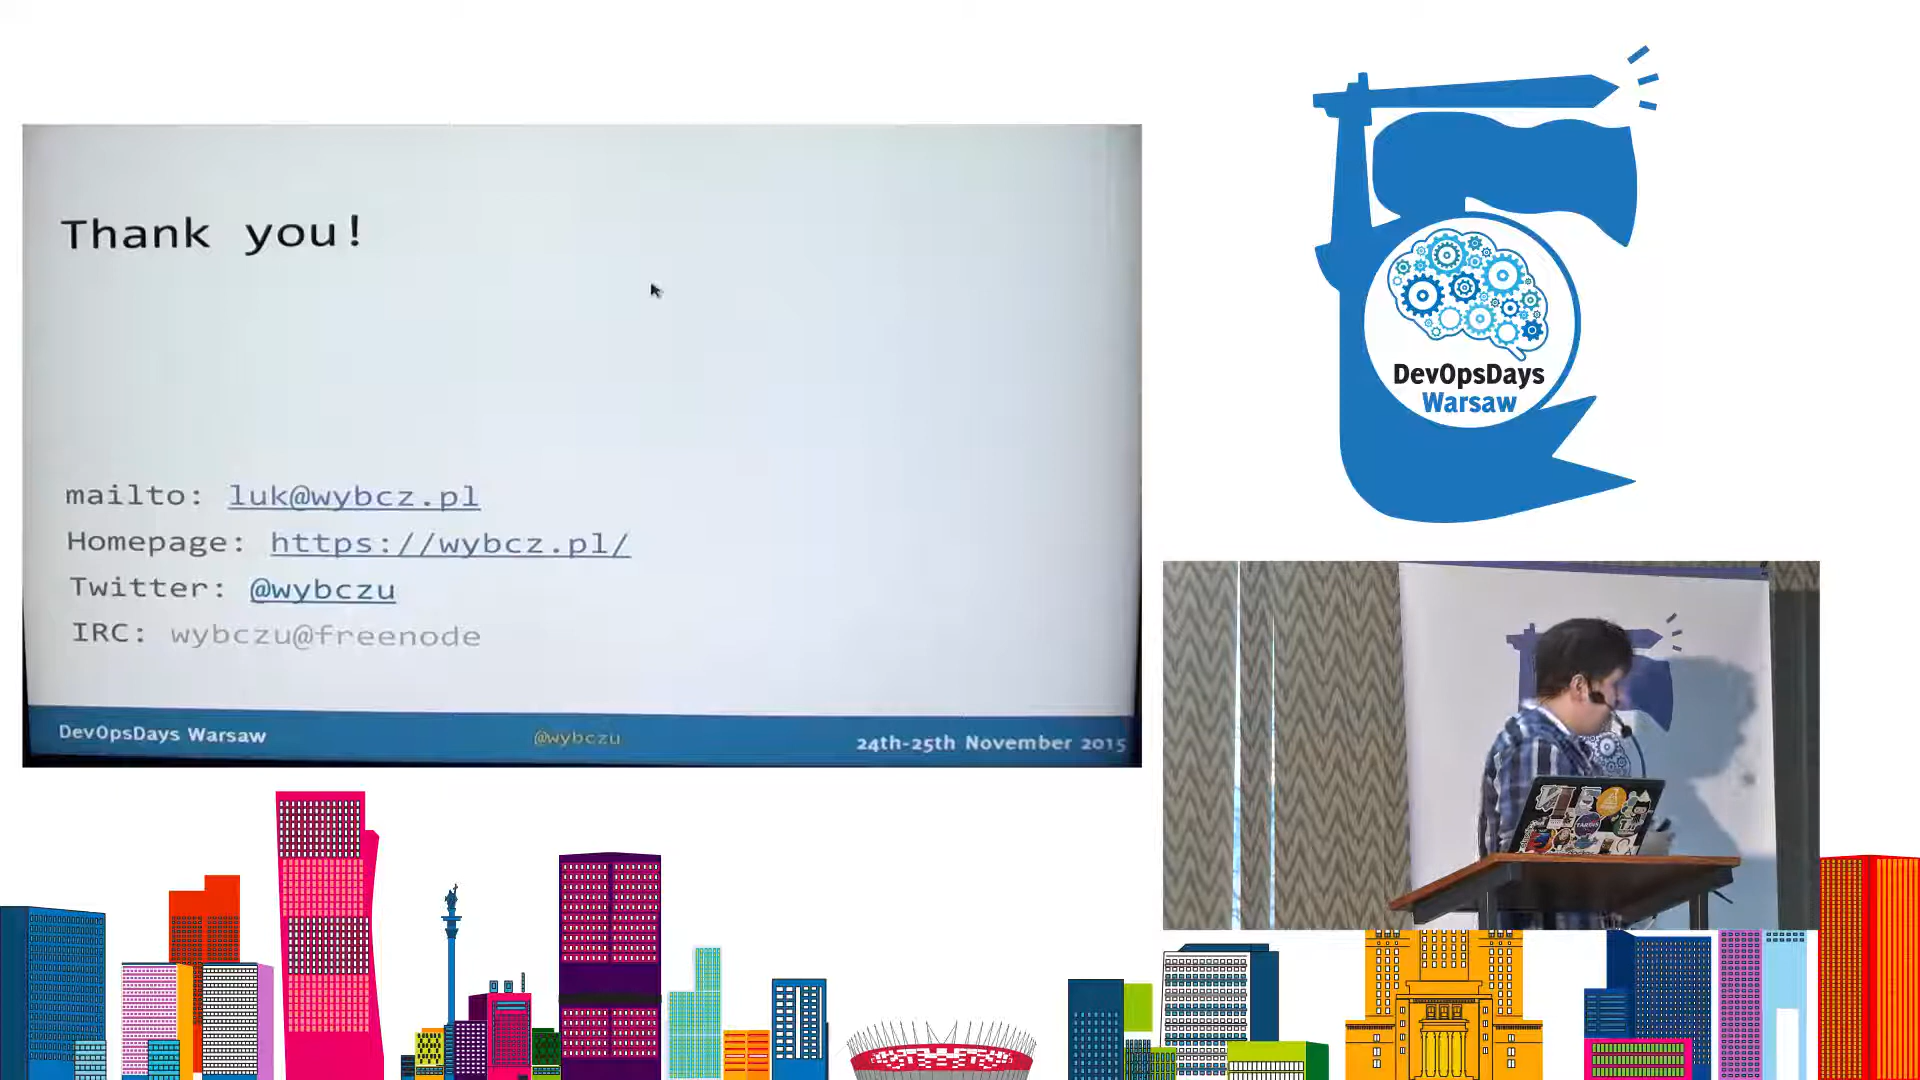 Thank you!
mailto: luk@wybcz.pl
Homepage: https://wybcz.pl/
Twitter: @wybczu
IRC: wybczu@freenode
DevOpsDays Warsaw
@wybczu
24th-25th November 2015
DevOpsDays
Warsaw